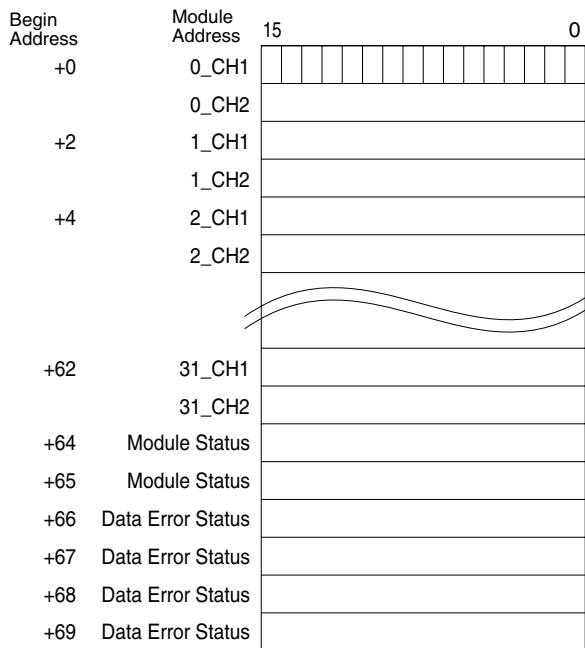 Begin Address Module Address 15 0
+0 0_CH1
0_CH2
+2 1_CH1
1_CH2
+4 2_CH1
2_CH2
+62 31_CH1
31_CH2
+64 Module Status
+65 Module Status
+66 Data Error Status
+67 Data Error Status
+68 Data Error Status
+69 Data Error Status